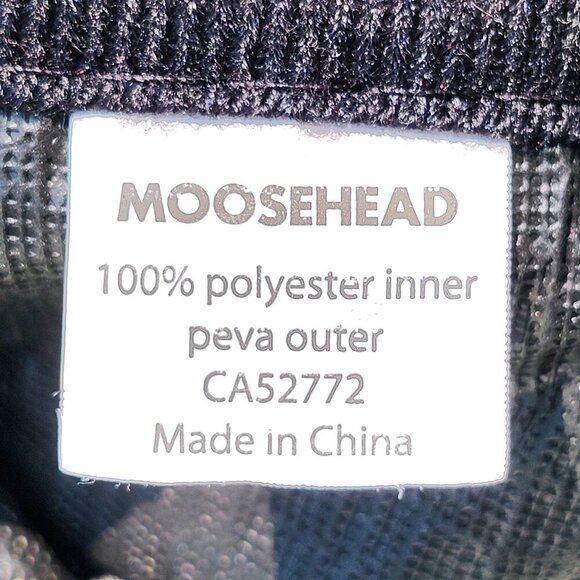 MOOSEHEAD
100% polyester inner
peva outer
CA52772
Made in China